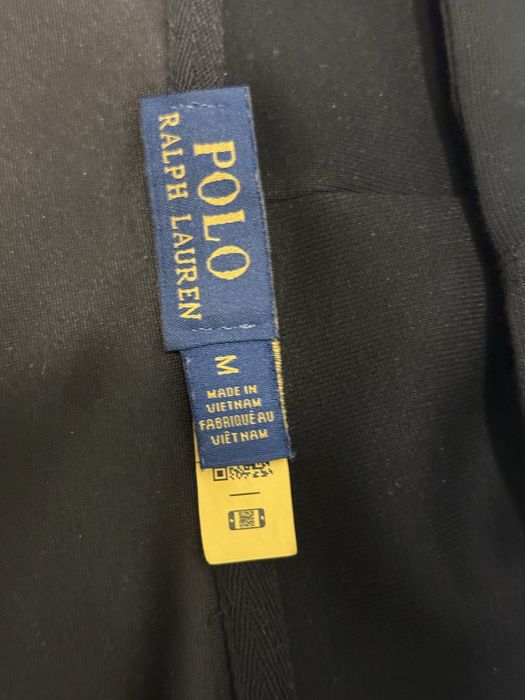 POLO
RALPH LAUREN
M
MADE IN
VIETNAM
FABRIQUÉ AU
VIÊTNAM